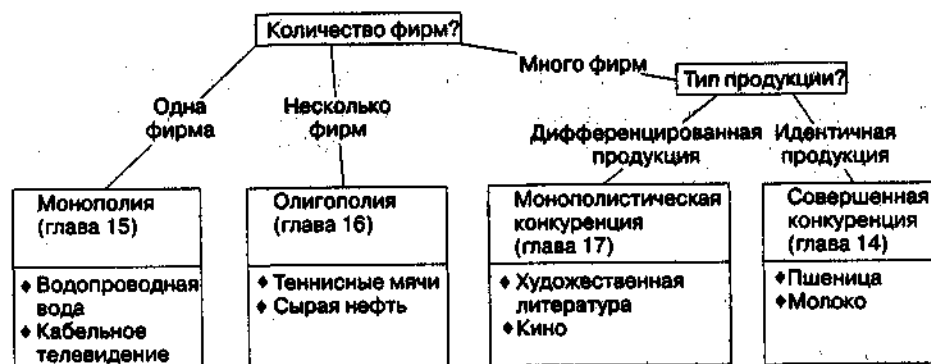 Количество фирм?
Много фирм
Тип продукции?
Одна
фирма
Несколько
фирм
Дифференцированная
продукция
Идентичная
продукция
Монополия
(глава 15)
♦ Водопроводная
вода
♦ Кабельное
телевидение
Олигополия
(глава 16)
♦ Теннисные мячи
♦ Сырая нефть
Монополистическая
конкуренция
(глава 17)
♦ Художественная
литература
♦ Кино
Совершенная
конкуренция
(глава 14)
♦ Пшеница
♦ Молоко